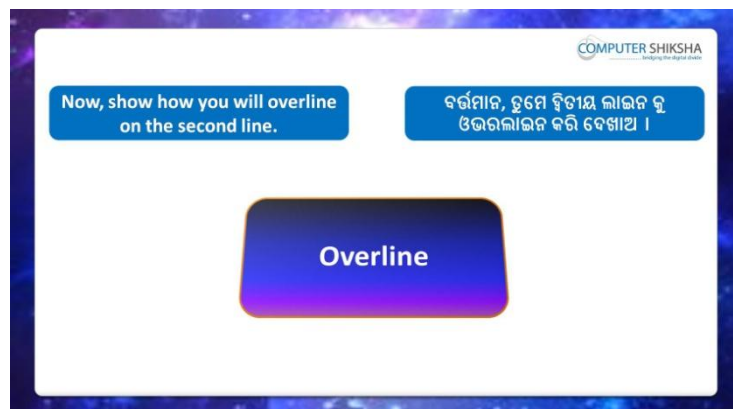 COMPUTER SHIKSHA
bridging the digital divide
Now, show how you will overline
on the second line.
ବର୍ତ୍ତମାନ, ତୁମେ ଦ୍ୱିତୀୟ ଲାଇନ କୁ
ଓଭରଲାଇନ କରି ଦେଖାଅ ।
Overline